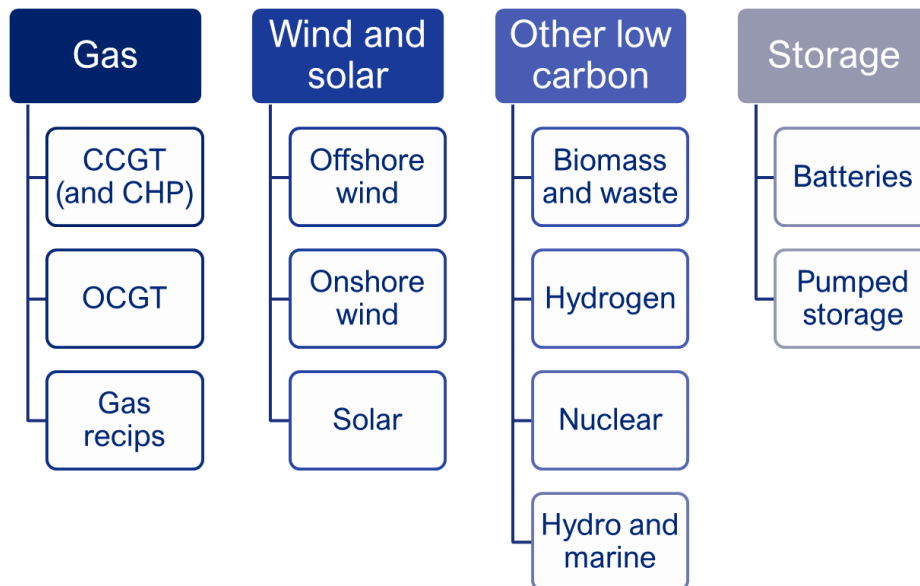 Gas
CCGT
(and CHP)
OCGT
Gas
recips
Wind and
solar
Offshore
wind
Onshore
wind
Solar
Other low
carbon
Biomass
and waste
Hydrogen
Nuclear
Hydro and
marine
Storage
Batteries
Pumped
storage